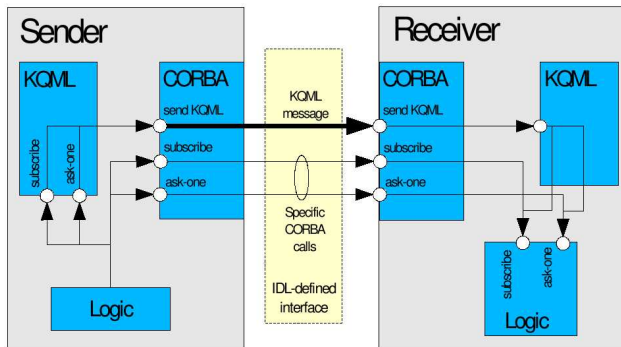 Sender
KQML
subscribe
ask-one
CORBA
send KQML
subscribe
ask-one
Logic
KQML
message
Specific
CORBA
calls
IDL-defined
interface
Receiver
CORBA
send KQML
subscribe
ask-one
KQML
subscribe
ask-one
Logic